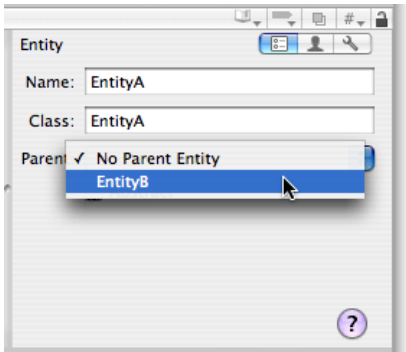 #
Entity
Name: EntityA
Class: EntityA
Parent ✓ No Parent Entity
EntityB
?